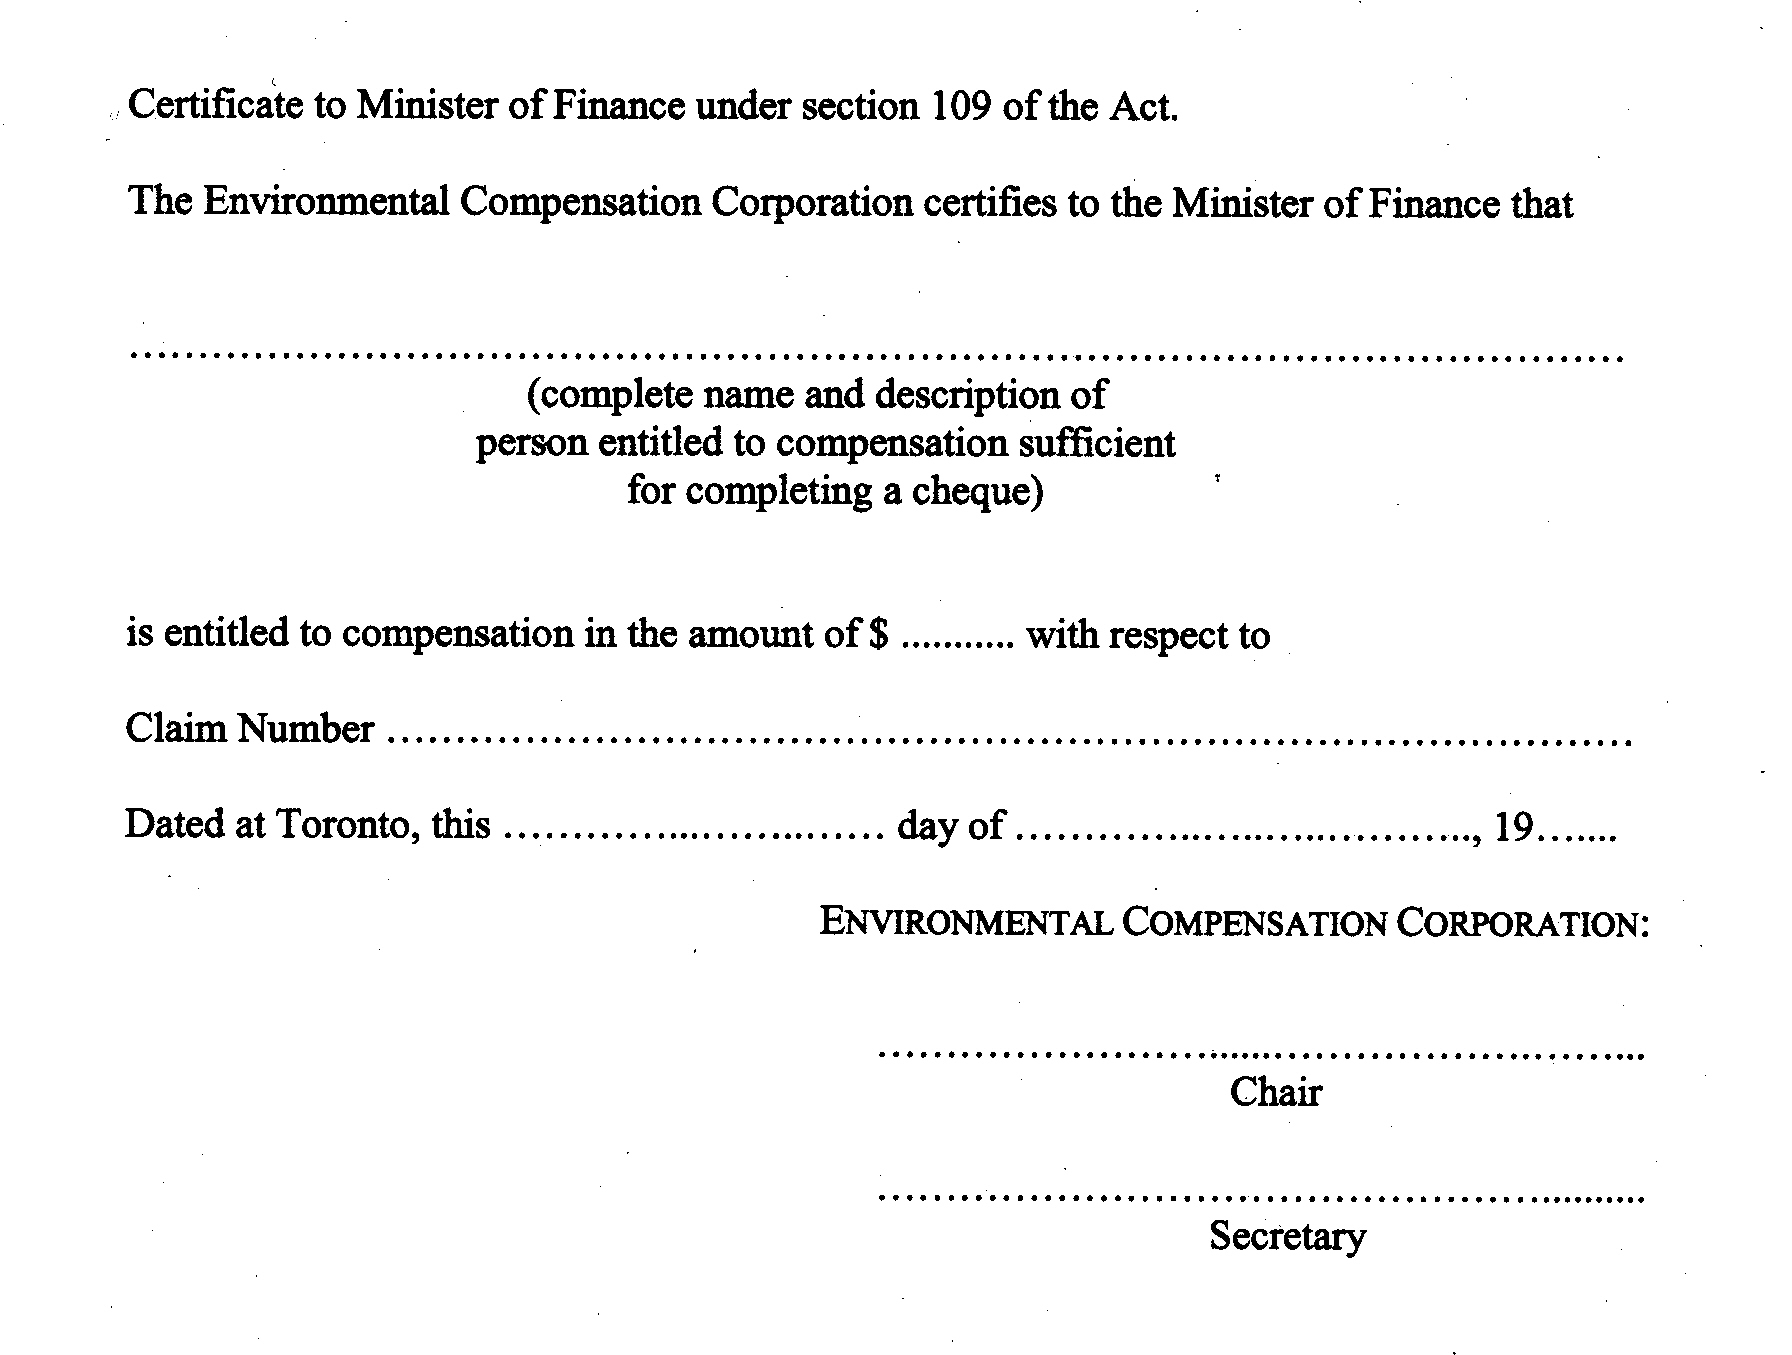 Certificate to Minister of Finance under section 109 of the Act.
The Environmental Compensation Corporation certifies to the Minister of Finance that
....................................................................................................
(complete name and description of
person entitled to compensation sufficient
for completing a cheque)
is entitled to compensation in the amount of $ ........... with respect to
Claim Number ..........................................................................................
Dated at Toronto, this ............................ day of ................................., 19.......
ENVIRONMENTAL COMPENSATION CORPORATION:
........................................................
Chair
........................................................
Secretary